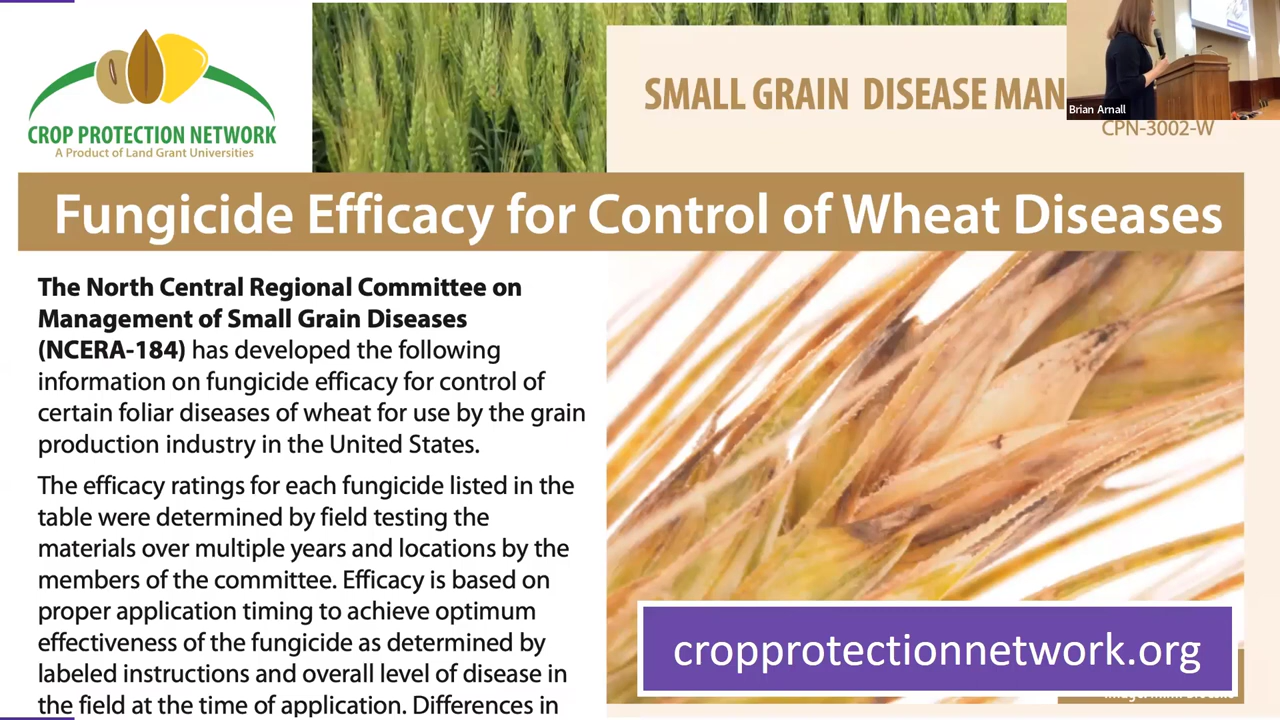 CROP PROTECTION NETWORK
A Product of Land Grant Universities
SMALL GRAIN DISEASE MAN
Brian Arnall
CPN-3002-W
Fungicide Efficacy for Control of Wheat Diseases
The North Central Regional Committee on
Management of Small Grain Diseases
(NCERA-184) has developed the following
information on fungicide efficacy for control of
certain foliar diseases of wheat for use by the grain
production industry in the United States.
The efficacy ratings for each fungicide listed in the
table were determined by field testing the
materials over multiple years and locations by the
members of the committee. Efficacy is based on
proper application timing to achieve optimum
effectiveness of the fungicide as determined by
labeled instructions and overall level of disease in
the field at the time of application. Differences in
cropprotectionnetwork.org